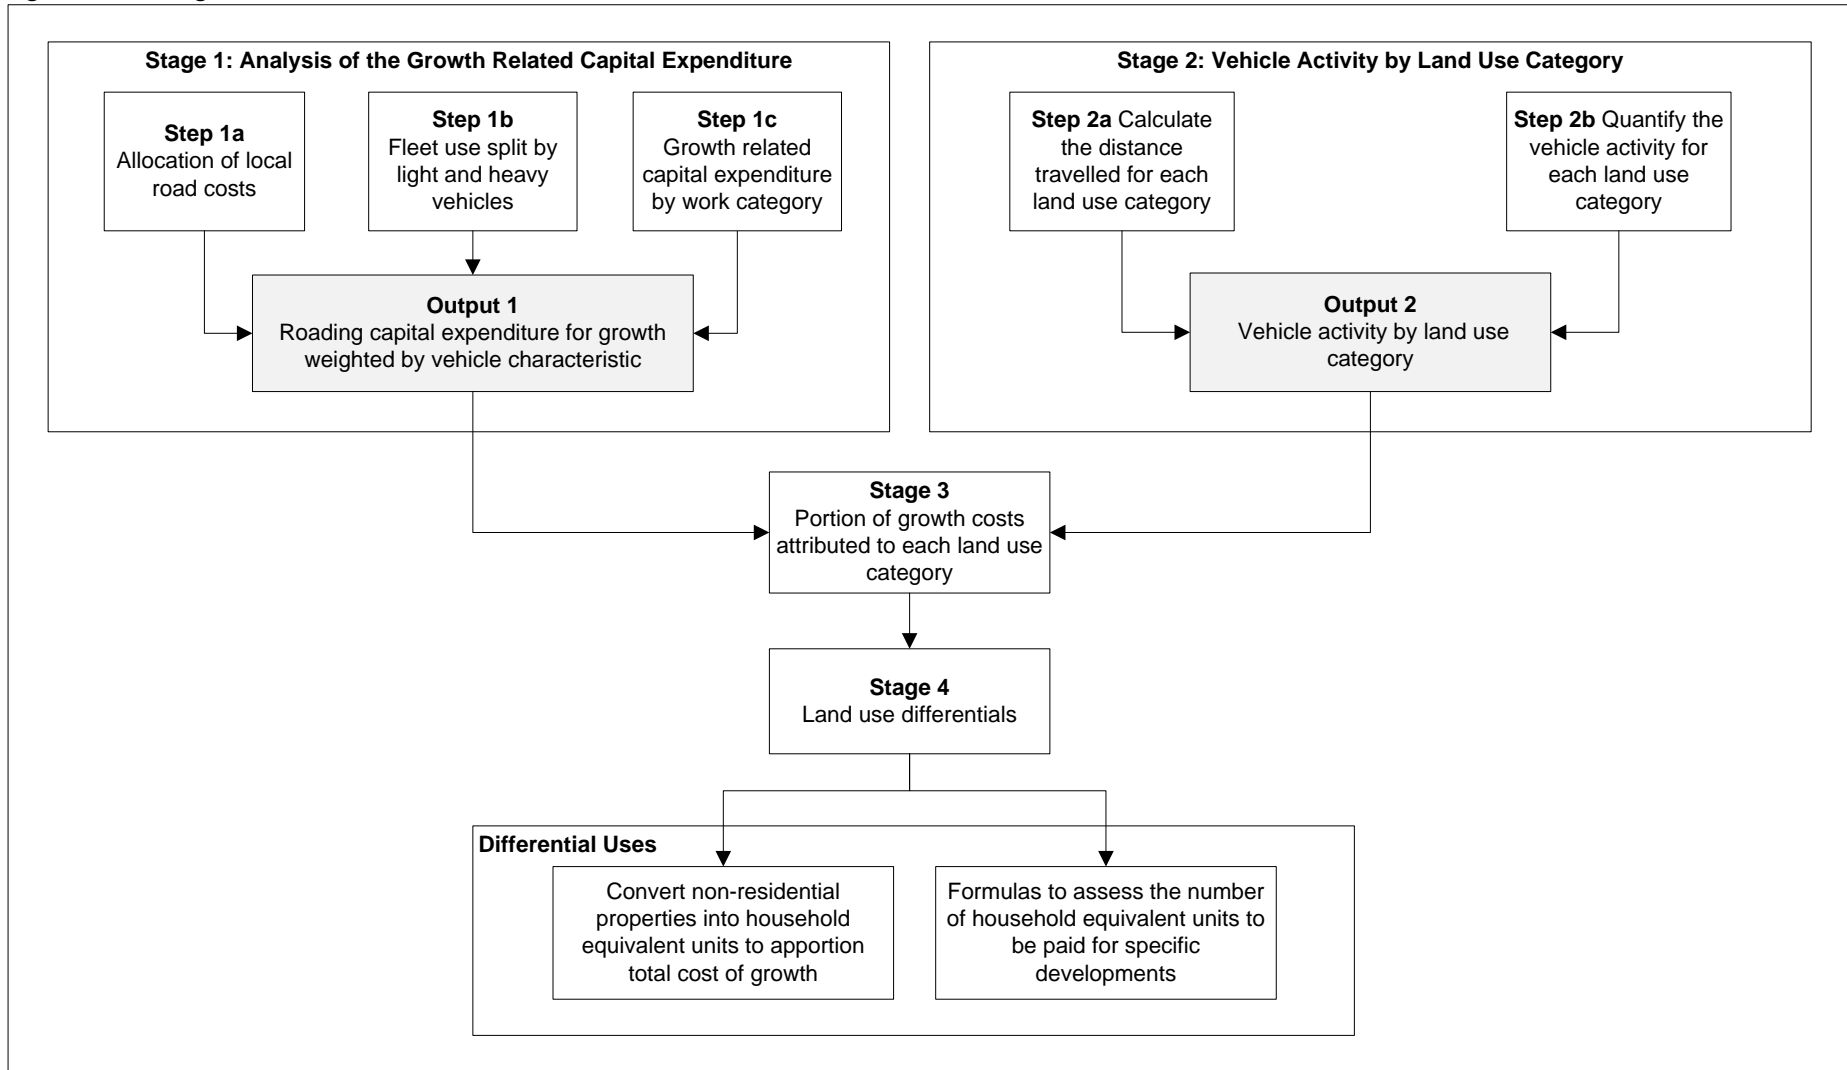 Stage 1: Analysis of the Growth Related Capital Expenditure
Step 1a
Allocation of local
road costs
Step 1b
Fleet use split by
light and heavy
vehicles
Step 1c
Growth related
capital expenditure
by work category
Output 1
Roading capital expenditure for growth
weighted by vehicle characteristic
Stage 2: Vehicle Activity by Land Use Category
Step 2a Calculate
the distance
travelled for each
land use category
Step 2b Quantify the
vehicle activity for
each land use
category
Output 2
Vehicle activity by land use
category
Stage 3
Portion of growth costs
attributed to each land use
category
Stage 4
Land use differentials
Differential Uses
Convert non-residential
properties into household
equivalent units to apportion
total cost of growth
Formulas to assess the number
of household equivalent units to
be paid for specific
developments